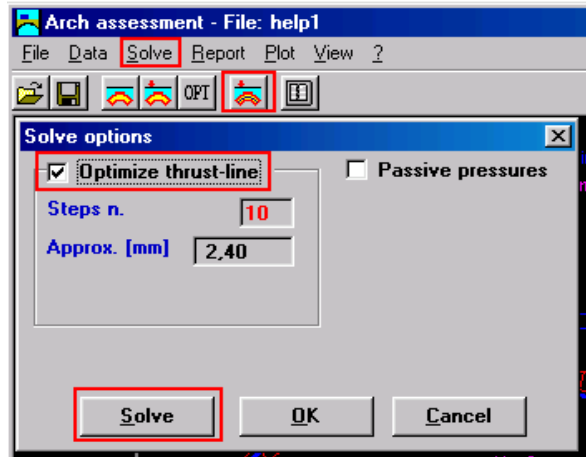 Arch assessment - File: help1
File Data Solve Report Plot View ?
OPT
Solve options
Optimize thrust-line Passive pressures
Steps n. 10
Approx. [mm] 2,40
Solve OK Cancel